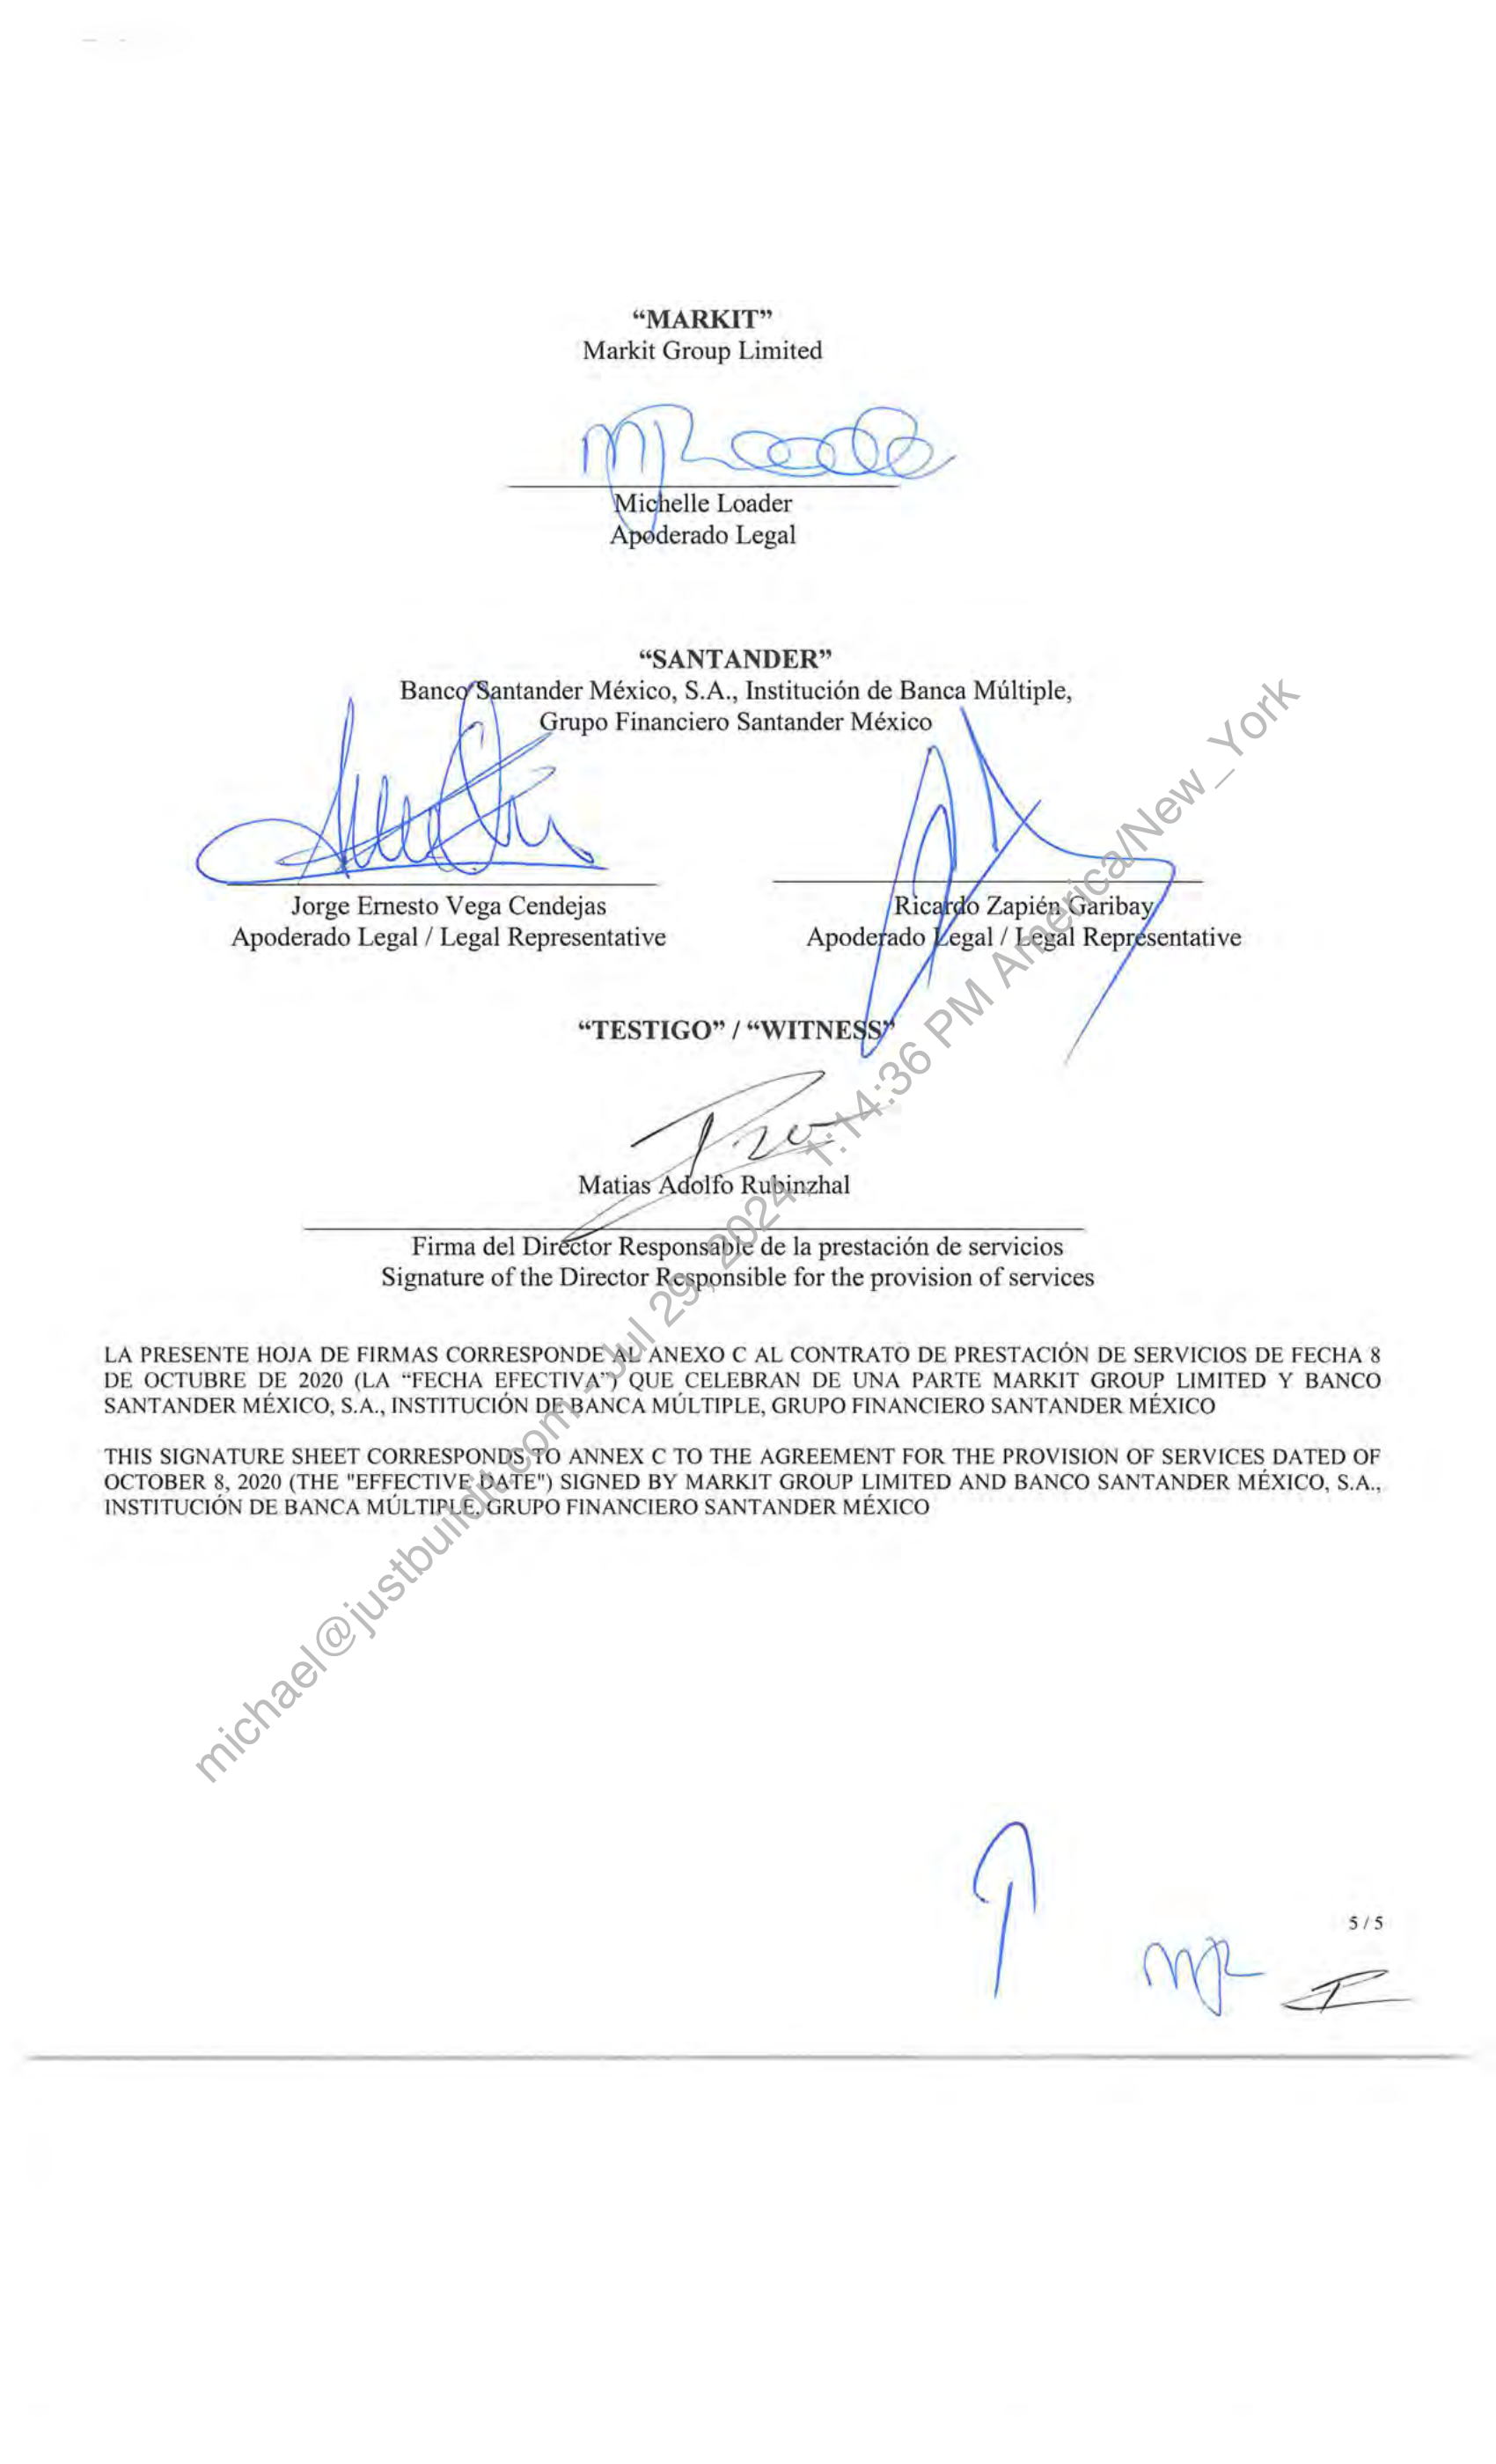 “MARKIT”
Markit Group Limited
Michelle Loader
Apoderado Legal
“SANTANDER”
Banco Santander México, S.A., Institución de Banca Múltiple,
Grupo Financiero Santander México
Jorge Ernesto Vega Cendejas
Apoderado Legal / Legal Representative
Ricardo Zapién Garibay
Apoderado Legal / Legal Representative
“TESTIGO” / “WITNESS”
Matias Adolfo Rubinzhal
Firma del Director Responsable de la prestación de servicios
Signature of the Director Responsible for the provision of services
LA PRESENTE HOJA DE FIRMAS CORRESPONDE AL ANEXO C AL CONTRATO DE PRESTACIÓN DE SERVICIOS DE FECHA 8
DE OCTUBRE DE 2020 (LA “FECHA EFECTIVA”) QUE CELEBRAN DE UNA PARTE MARKIT GROUP LIMITED Y BANCO
SANTANDER MÉXICO, S.A., INSTITUCIÓN DE BANCA MÚLTIPLE, GRUPO FINANCIERO SANTANDER MÉXICO
THIS SIGNATURE SHEET CORRESPONDS TO ANNEX C TO THE AGREEMENT FOR THE PROVISION OF SERVICES DATED OF
OCTOBER 8, 2020 (THE "EFFECTIVE DATE") SIGNED BY MARKIT GROUP LIMITED AND BANCO SANTANDER MÉXICO, S.A.,
INSTITUCIÓN DE BANCA MÚLTIPLE, GRUPO FINANCIERO SANTANDER MÉXICO
michael@justbuildit.com - Jul 29, 2024, 1:14:36 PM America/New_York
5 / 5